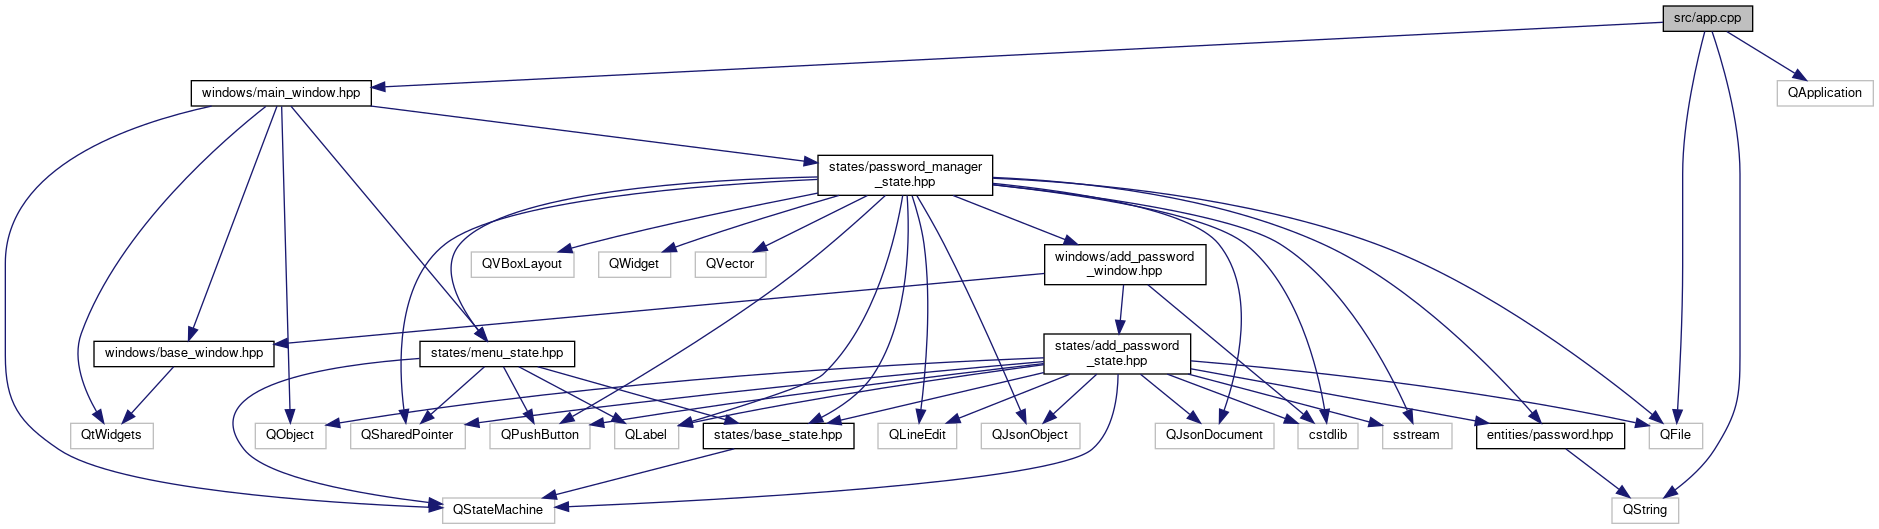 src/app.cpp
windows/main_window.hpp
QApplication
states/password_manager
_state.hpp
QVBoxLayout
QWidget
QVector
windows/add_password
_window.hpp
windows/base_window.hpp
states/menu_state.hpp
states/add_password
_state.hpp
QtWidgets
QObject
QSharedPointer
QPushButton
QLabel
states/base_state.hpp
QLineEdit
QJsonObject
QJsonDocument
cstdlib
sstream
entities/password.hpp
QFile
QStateMachine
QString